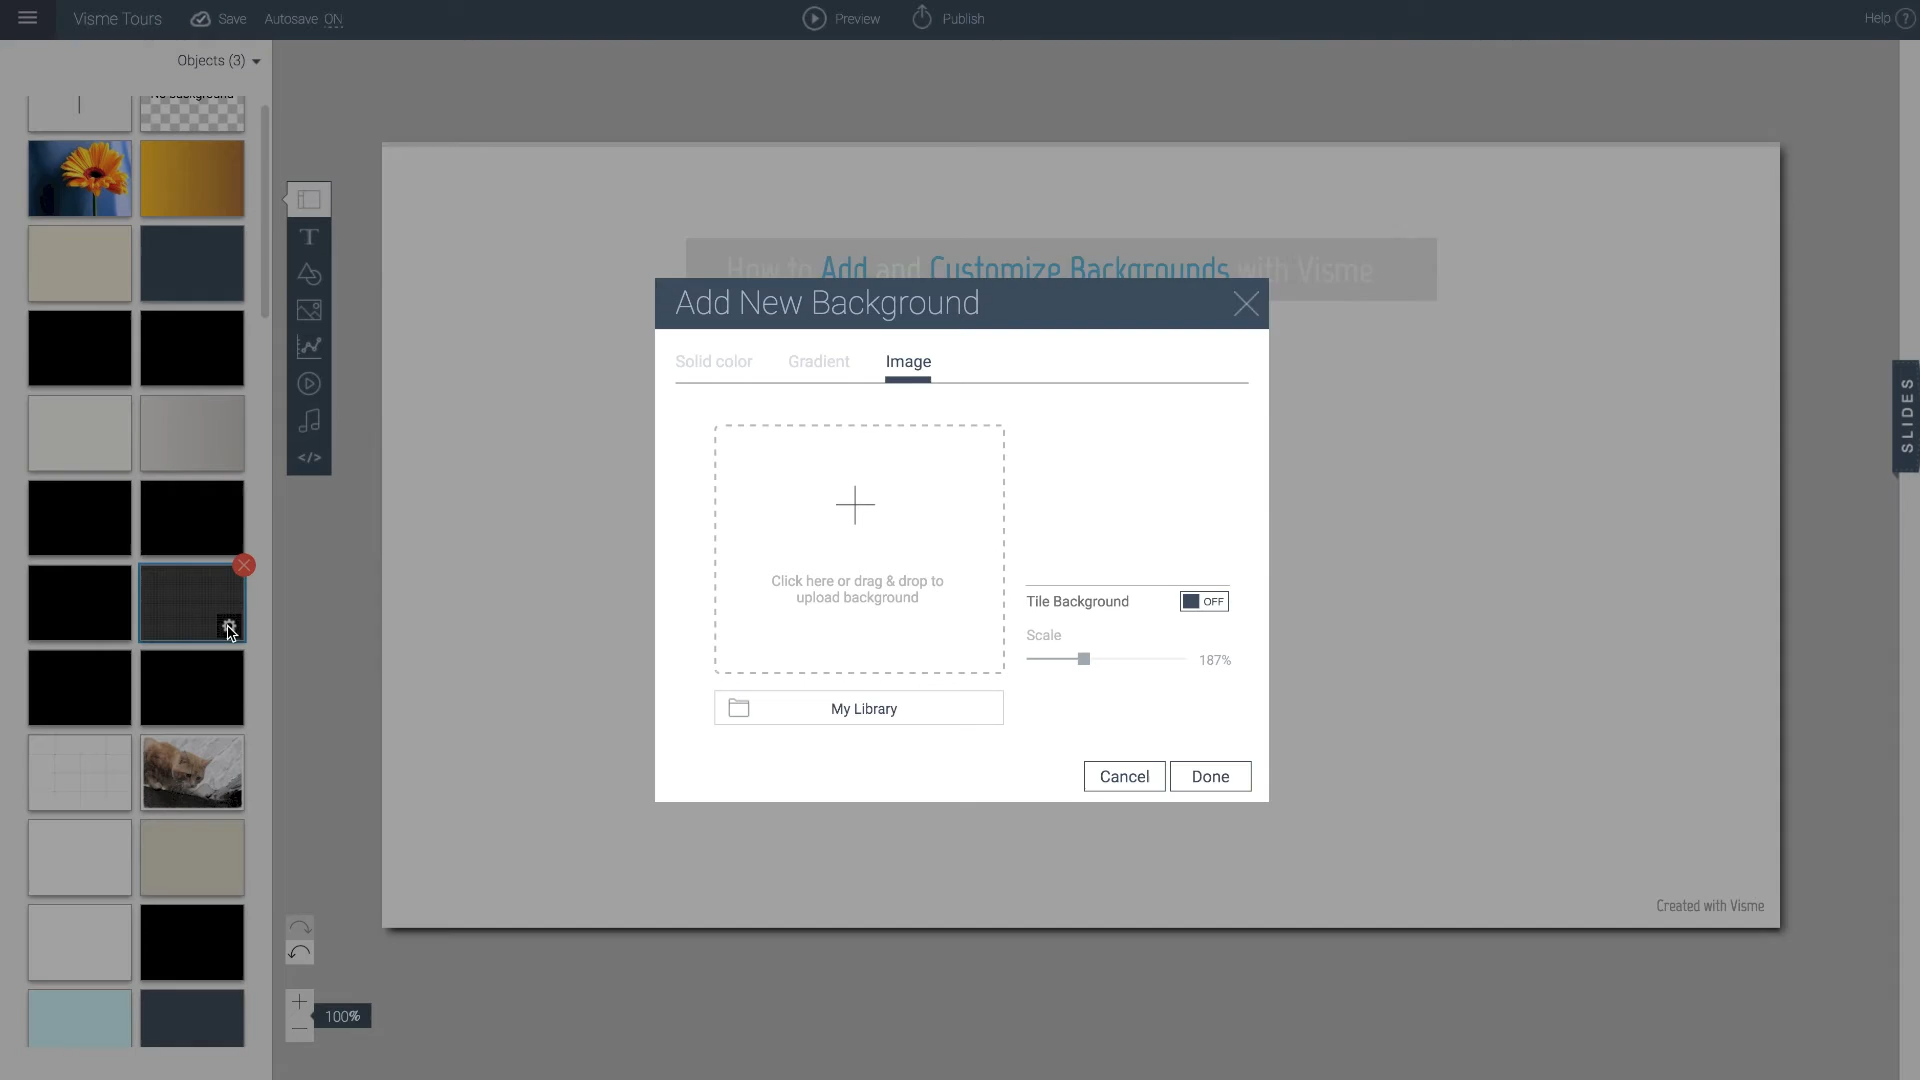 Visme Tours
Save
Autosave ON
Preview
Publish
Help ?
Objects (3)
No background
How to Add and Customize Backgrounds with Visme
Add New Background
Solid color
Gradient
Image
Click here or drag & drop to
upload background
Tile Background
OFF
Scale
187%
My Library
Cancel
Done
SLIDES
Created with Visme
100%